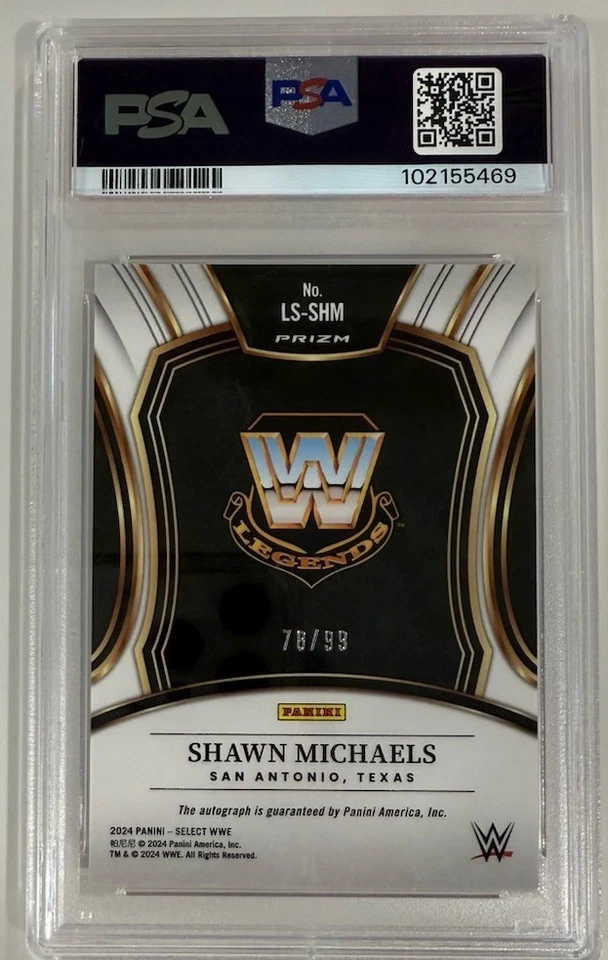 PSA
PSA
102155469
No.
LS-SHM
PRIZM
W
LEGENDS
TM
78/99
PANINI
SHAWN MICHAELS
SAN ANTONIO, TEXAS
The autograph is guaranteed by Panini America, Inc.
2024 PANINI – SELECT WWE
帕尼尼 © 2024 Panini America, Inc.
TM & © 2024 WWE. All Rights Reserved.
W